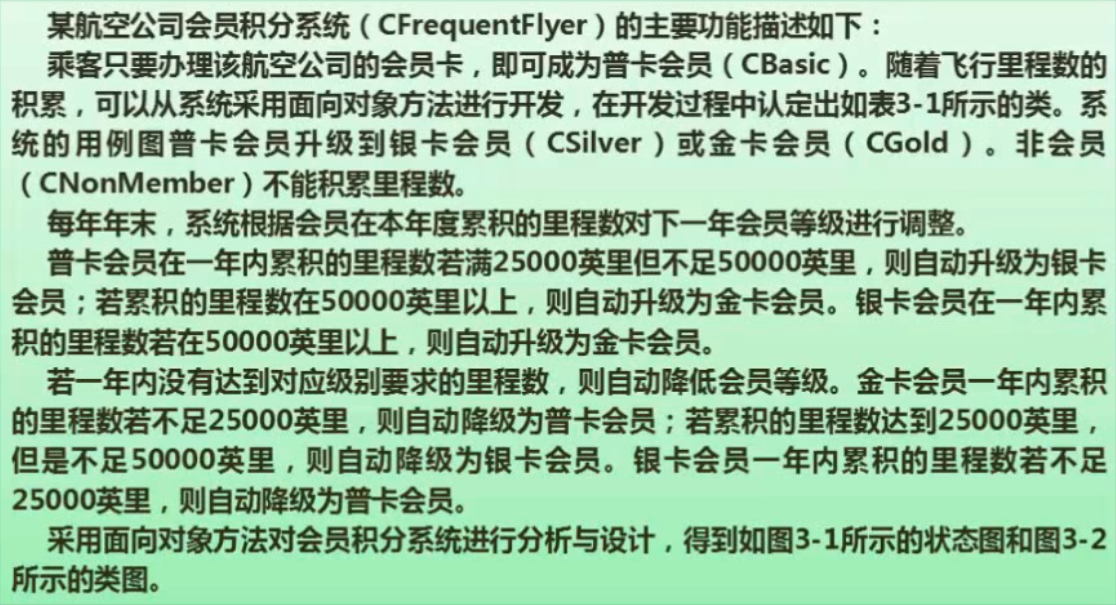 某航空公司会员积分系统（CFrequentFlyer）的主要功能描述如下：
乘客只要办理该航空公司的会员卡，即可成为普卡会员（CBasic）。随着飞行里程数的
积累，可以从系统采用面向对象方法进行开发，在开发过程中认定出如表3-1所示的类。系
统的用例图普卡会员升级到银卡会员（CSilver）或金卡会员（CGold）。非会员
（CNonMember）不能积累里程数。
每年年末，系统根据会员在本年度累积的里程数对下一年会员等级进行调整。
普卡会员在一年内累积的里程数若满25000英里但不足50000英里，则自动升级为银卡
会员；若累积的里程数在50000英里以上，则自动升级为金卡会员。银卡会员在一年内累
积的里程数若在50000英里以上，则自动升级为金卡会员。
若一年内没有达到对应级别要求的里程数，则自动降低会员等级。金卡会员一年内累积
的里程数若不足25000英里，则自动降级为普卡会员；若累积的里程数达到25000英里，
但是不足50000英里，则自动降级为银卡会员。银卡会员一年内累积的里程数若不足
25000英里，则自动降级为普卡会员。
采用面向对象方法对会员积分系统进行分析与设计，得到如图3-1所示的状态图和图3-2
所示的类图。